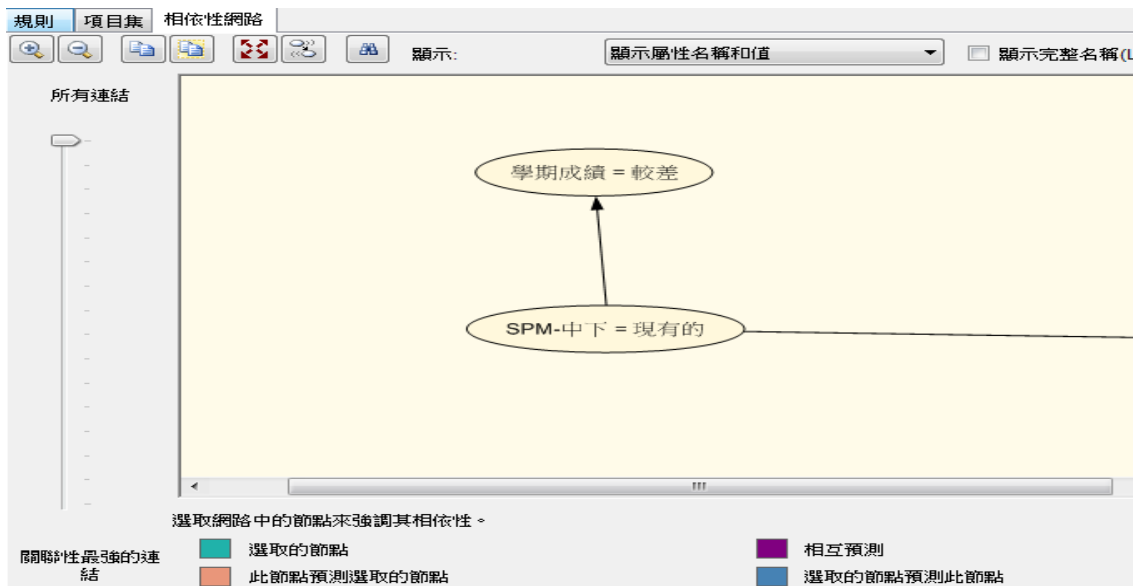 規則 項目集 相依性網路
顯示: 顯示屬性名稱和值 顯示完整名稱(L
所有連結
學期成績 = 較差
SPM-中下 = 現有的
選取網路中的節點來強調其相依性。
關聯性最強的連結
選取的節點 相互預測
此節點預測選取的節點 選取的節點預測此節點